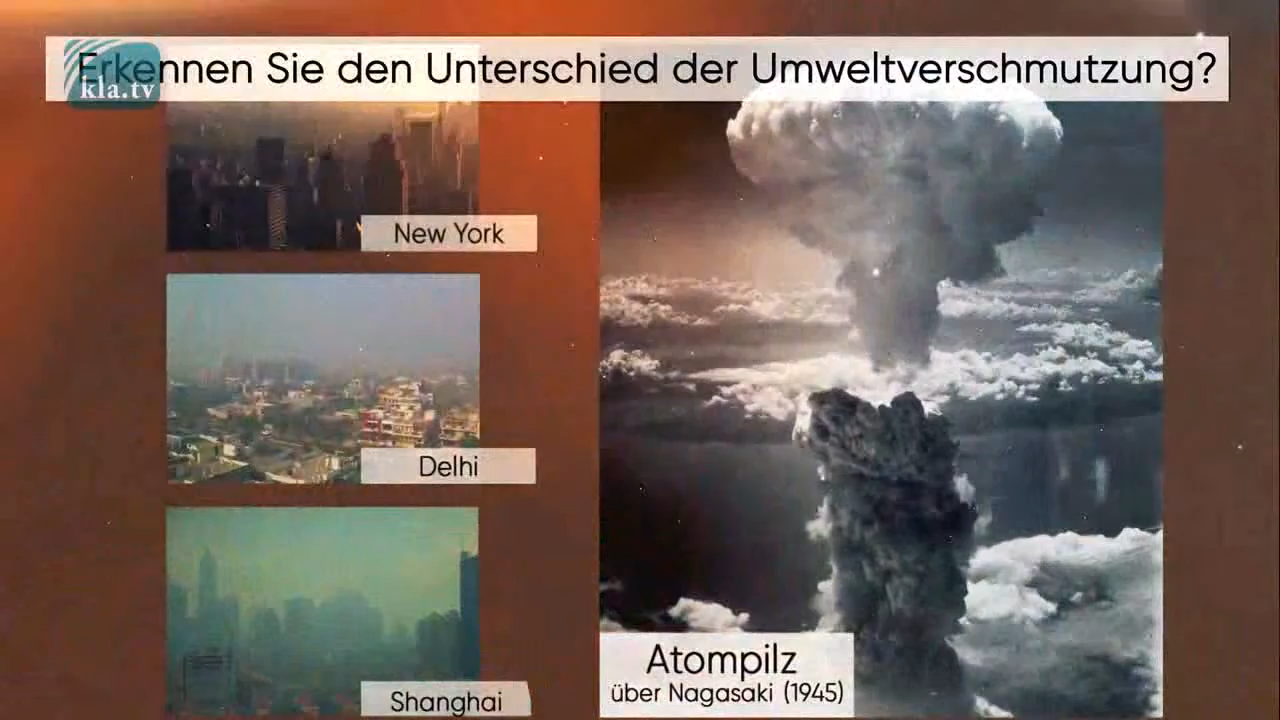 Erkennen Sie den Unterschied der Umweltverschmutzung?
kla.tv
New York
Delhi
Shanghai
Atompilz
über Nagasaki (1945)